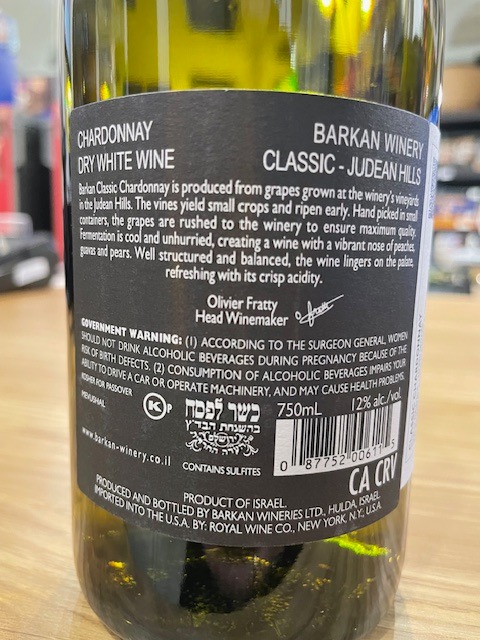 CHARDONNAY
DRY WHITE WINE
BARKAN WINERY
CLASSIC - JUDEAN HILLS
Barkan Classic Chardonnay is produced from grapes grown at the winery's vineyards
in the Judean Hills. The vines yield small crops and ripen early. Hand picked in small
containers, the grapes are rushed to the winery to ensure maximum quality.
Fermentation is cool and unhurried, creating a wine with a vibrant nose of peaches,
guavas and pears. Well structured and balanced, the wine lingers on the palate,
refreshing with its crisp acidity.
Olivier Fratty
Head Winemaker
GOVERNMENT WARNING: (1) ACCORDING TO THE SURGEON GENERAL, WOMEN
SHOULD NOT DRINK ALCOHOLIC BEVERAGES DURING PREGNANCY BECAUSE OF THE
RISK OF BIRTH DEFECTS. (2) CONSUMPTION OF ALCOHOLIC BEVERAGES IMPAIRS YOUR
ABILITY TO DRIVE A CAR OR OPERATE MACHINERY, AND MAY CAUSE HEALTH PROBLEMS.
KOSHER FOR PASSOVER
MEVUSHAL
K P
כשר לפסח
בהשגחת הבד"ץ
CONTAINS SULFITES
750mL 12% alc./vol.
0 87752 00611 5
www.barkan-winery.co.il
CA CRV
PRODUCT OF ISRAEL
PRODUCED AND BOTTLED BY BARKAN WINERIES LTD., HULDA, ISRAEL
IMPORTED INTO THE U.S.A. BY: ROYAL WINE CO., NEW YORK, N.Y., U.S.A.